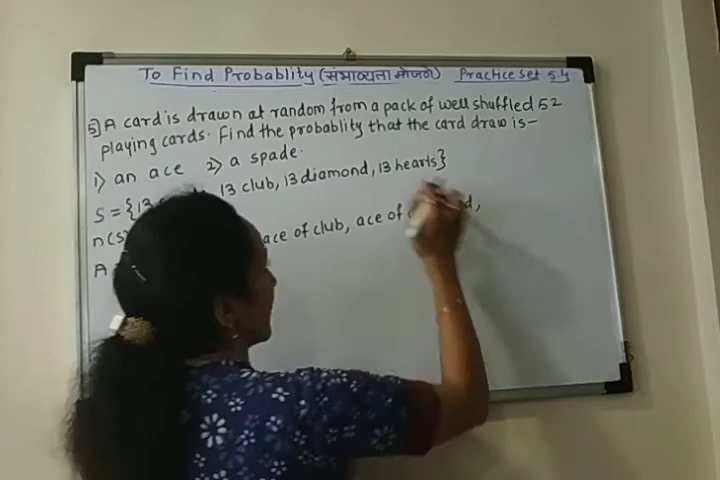 To Find Probablity (संभाव्यता शोधणे) Practice Set 5.4
5) A card is drawn at random from a pack of well shuffled 52
playing cards. Find the probablity that the card draw is-
1) an ace 2) a spade.
S = {13 13 club, 13 diamond, 13 hearts}
n(s)
A ace of club, ace of